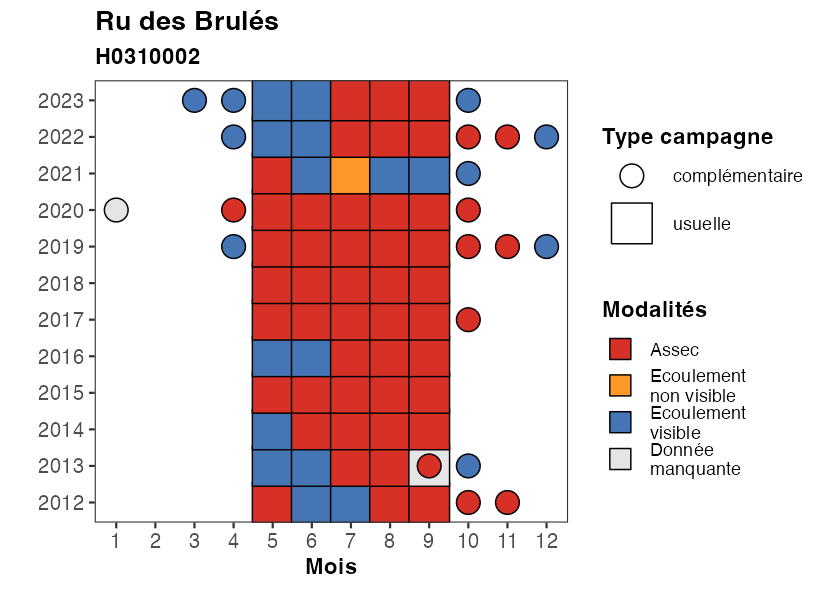 Ru des Brulés
H0310002
2023
2022
2021
2020
2019
2018
2017
2016
2015
2014
2013
2012
1 2 3 4 5 6 7 8 9 10 11 12
Mois
Type campagne
complémentaire
usuelle
Modalités
Assec
Ecoulement
non visible
Ecoulement
visible
Donnée
manquante